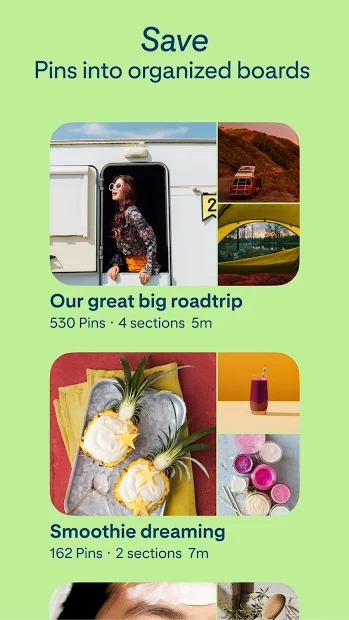 Save
Pins into organized boards
2
Our great big roadtrip
530 Pins · 4 sections 5m
Smoothie dreaming
162 Pins · 2 sections 7m